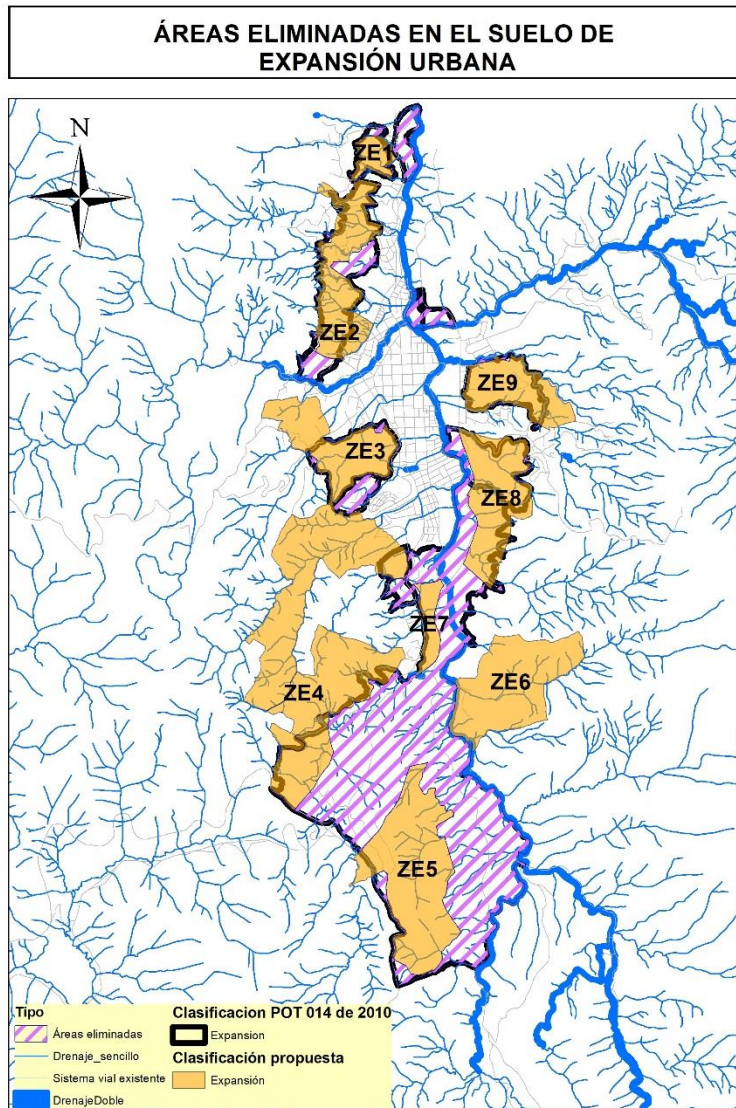 ÁREAS ELIMINADAS EN EL SUELO DE
EXPANSIÓN URBANA
N
ZE1
ZE2
ZE9
ZE3
ZE8
ZE7
ZE6
ZE4
ZE5
Tipo
Áreas eliminadas
Drenaje_sencillo
Sistema vial existente
DrenajeDoble
Clasificacion POT 014 de 2010
Expansion
Clasificación propuesta
Expansión